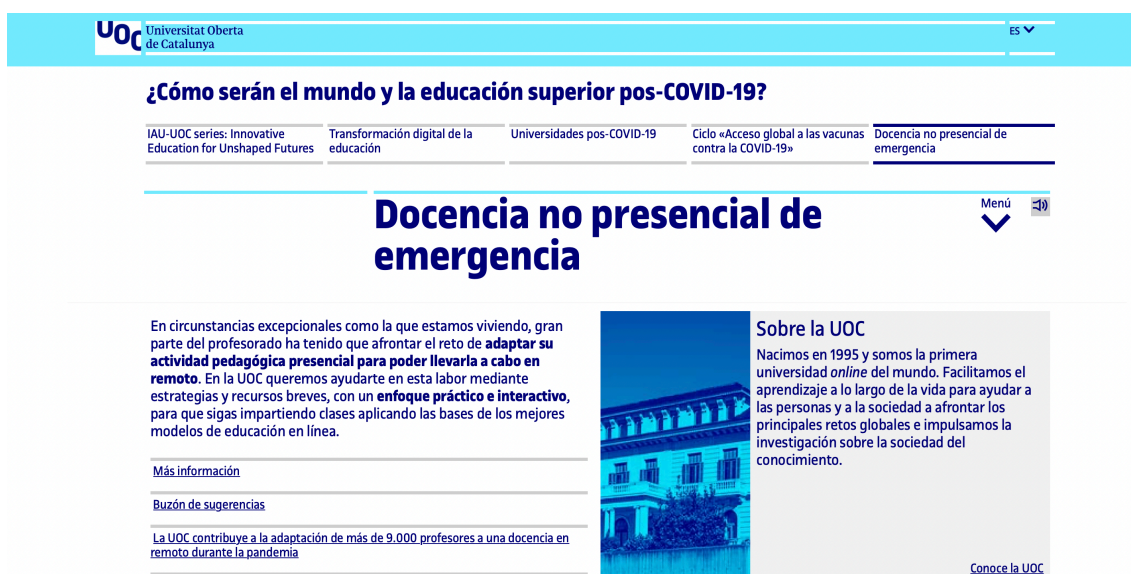 UOC
Universitat Oberta
de Catalunya
ES
¿Cómo serán el mundo y la educación superior pos-COVID-19?
IAU-UOC series: Innovative
Education for Unshaped Futures
Transformación digital de la
educación
Universidades pos-COVID-19
Ciclo «Acceso global a las vacunas
contra la COVID-19»
Docencia no presencial de
emergencia
Docencia no presencial de
emergencia
Menú
En circunstancias excepcionales como la que estamos viviendo, gran
parte del profesorado ha tenido que afrontar el reto de adaptar su
actividad pedagógica presencial para poder llevarla a cabo en
remoto. En la UOC queremos ayudarte en esta labor mediante
estrategias y recursos breves, con un enfoque práctico e interactivo,
para que sigas impartiendo clases aplicando las bases de los mejores
modelos de educación en línea.
Más información
Buzón de sugerencias
La UOC contribuye a la adaptación de más de 9.000 profesores a una docencia en
remoto durante la pandemia
Sobre la UOC
Nacimos en 1995 y somos la primera
universidad online del mundo. Facilitamos el
aprendizaje a lo largo de la vida para ayudar a
las personas y a la sociedad a afrontar los
principales retos globales e impulsamos la
investigación sobre la sociedad del
conocimiento.
Conoce la UOC